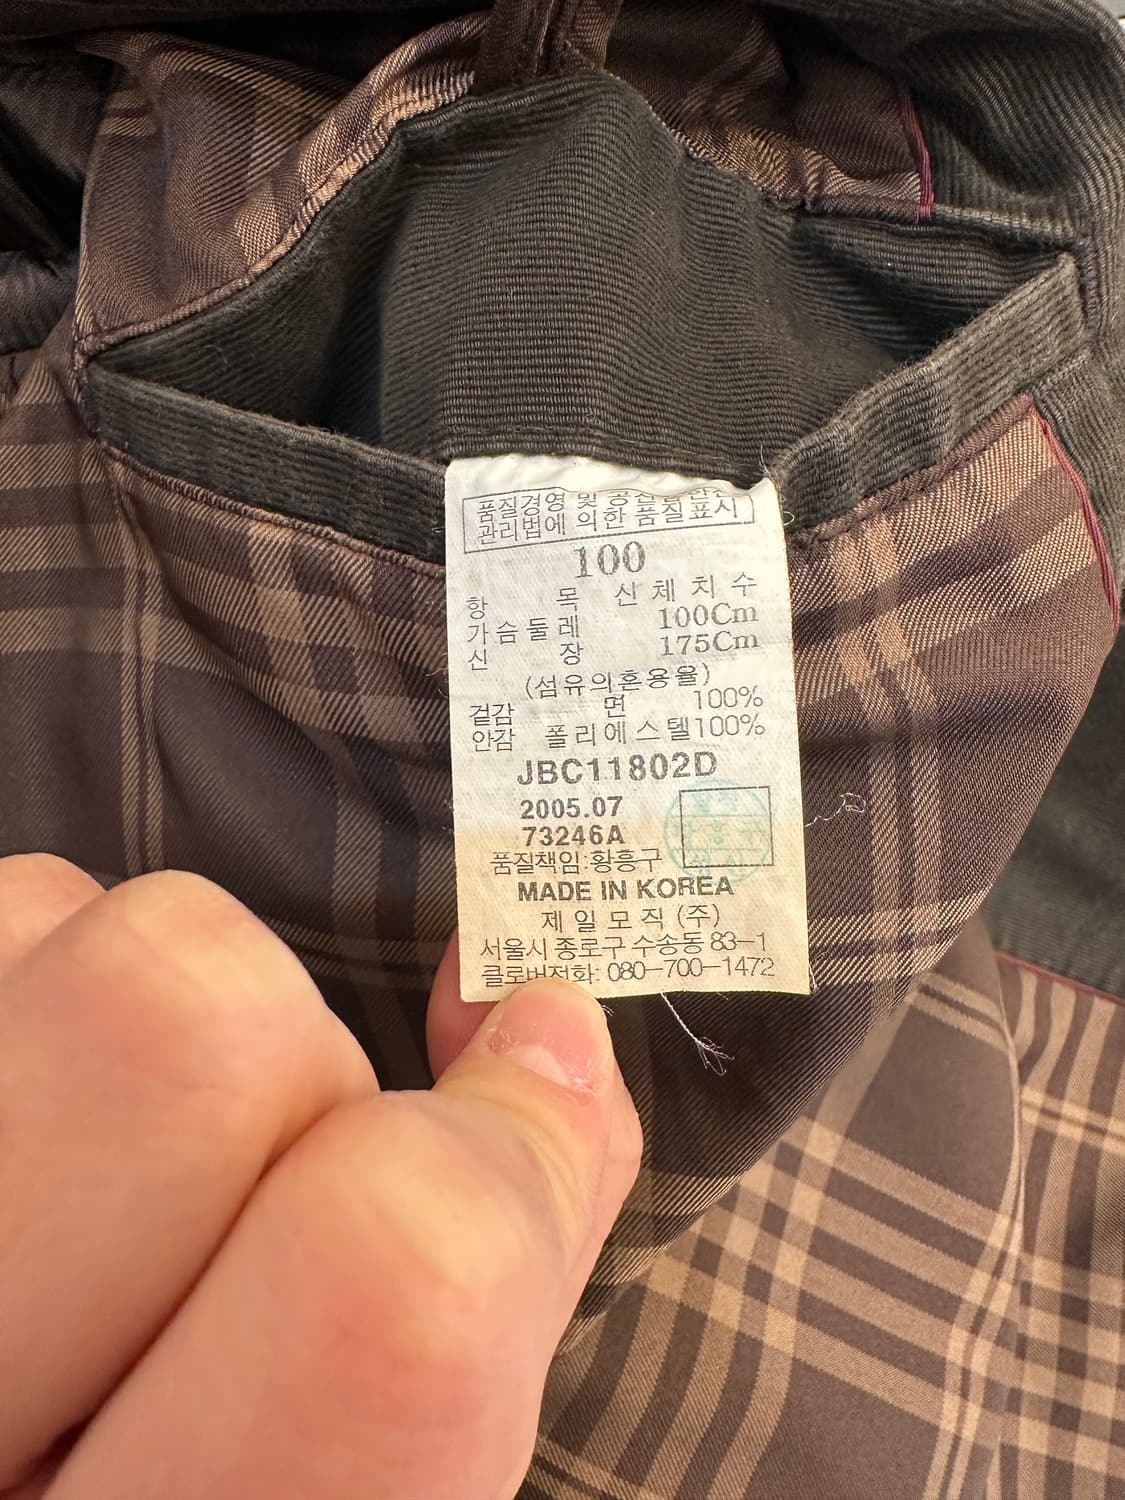 품질경영 및 공산품안전
관리법에 의한 품질표시
100
항 목 신 체 치 수
가슴둘레 100Cm
신 장 175Cm
(섬유의혼용율)
겉감 면 100%
안감 폴리에스텔100%
JBC11802D
2005.07
73246A
품질책임:황흥구
MADE IN KOREA
제일모직(주)
서울시 종로구 수송동 83-1
클로버전화: 080-700-1472